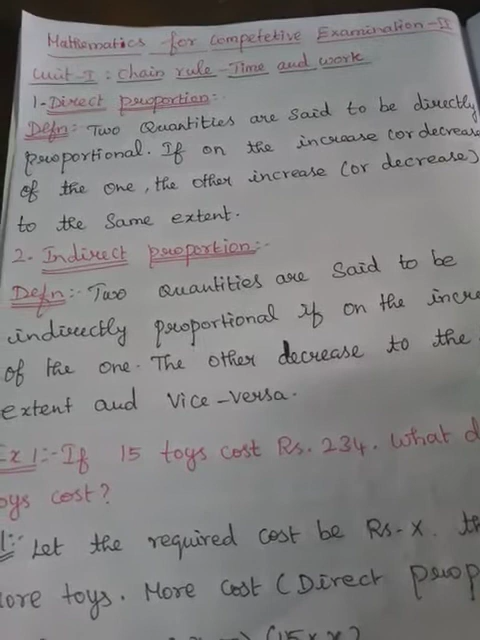 Mathematics for Competetive Examination-II
Unit-I : Chain rule - Time and work
1. Direct proportion:-
Defn:- Two Quantities are said to be directly
proportional. If on the increase (or decrease
of the one, the other increase (or decrease)
to the same extent.
2. Indirect proportion:-
Defn:- Two Quantities are said to be
indirectly proportional if on the incre
of the one. The other decrease to the
extent and vice-versa.
Ex 1:- If 15 toys cost Rs. 234. What d
oys cost?
Let the required cost be Rs-x. th
ore toys. More cost (Direct prop
(15×x)